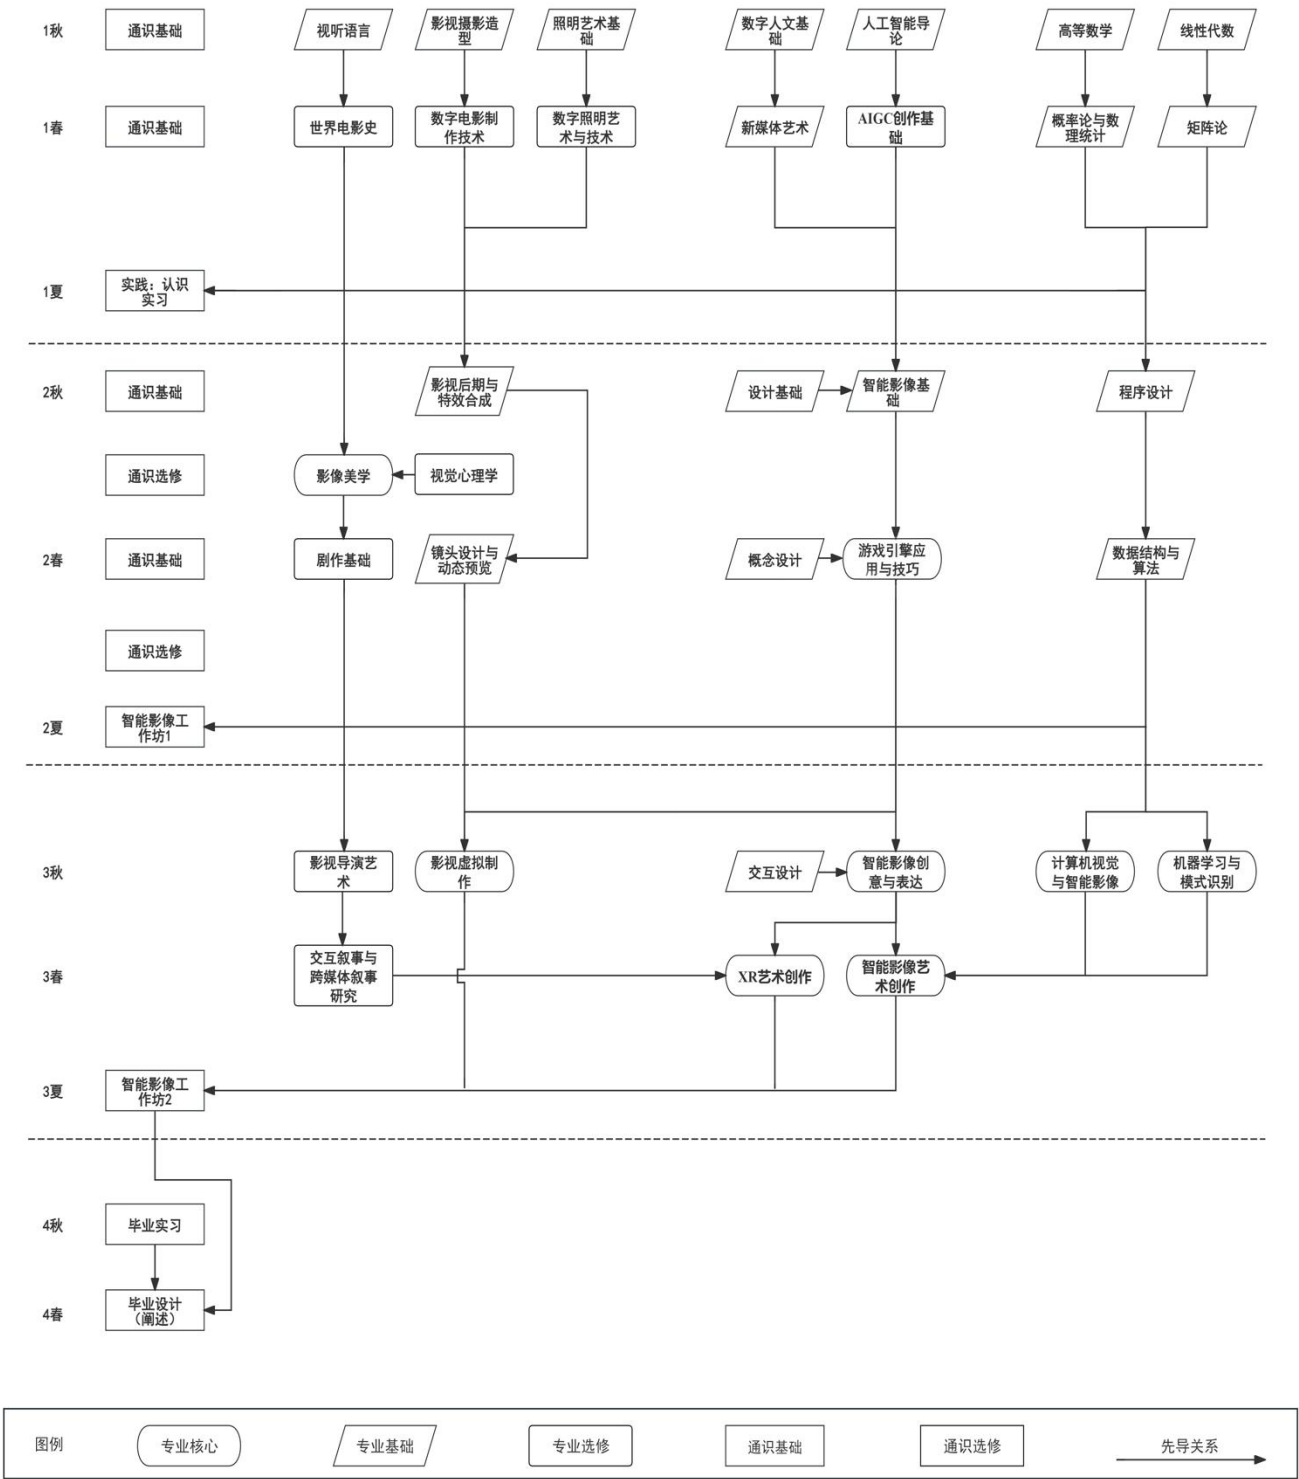 1秋
通识基础
视听语言
影视摄影造
型
照明艺术基
础
数字人文基
础
人工智能导
论
高等数学
线性代数
1春
通识基础
世界电影史
数字电影制
作技术
数字照明艺
术与技术
新媒体艺术
AIGC创作基
础
概率论与数
理统计
矩阵论
1夏
实践：认识
实习
2秋
通识基础
影视后期与
特效合成
设计基础
智能影像基
础
程序设计
通识选修
影像美学
视觉心理学
2春
通识基础
剧作基础
镜头设计与
动态预览
概念设计
游戏引擎应
用与技巧
数据结构与
算法
通识选修
2夏
智能影像工
作坊1
3秋
影视导演艺
术
影视虚拟制
作
交互设计
智能影像创
意与表达
计算机视觉
与智能影像
机器学习与
模式识别
3春
交互叙事与
跨媒体叙事
研究
XR艺术创作
智能影像艺
术创作
3夏
智能影像工
作坊2
4秋
毕业实习
4春
毕业设计
（阐述）
图例
专业核心
专业基础
专业选修
通识基础
通识选修
先导关系